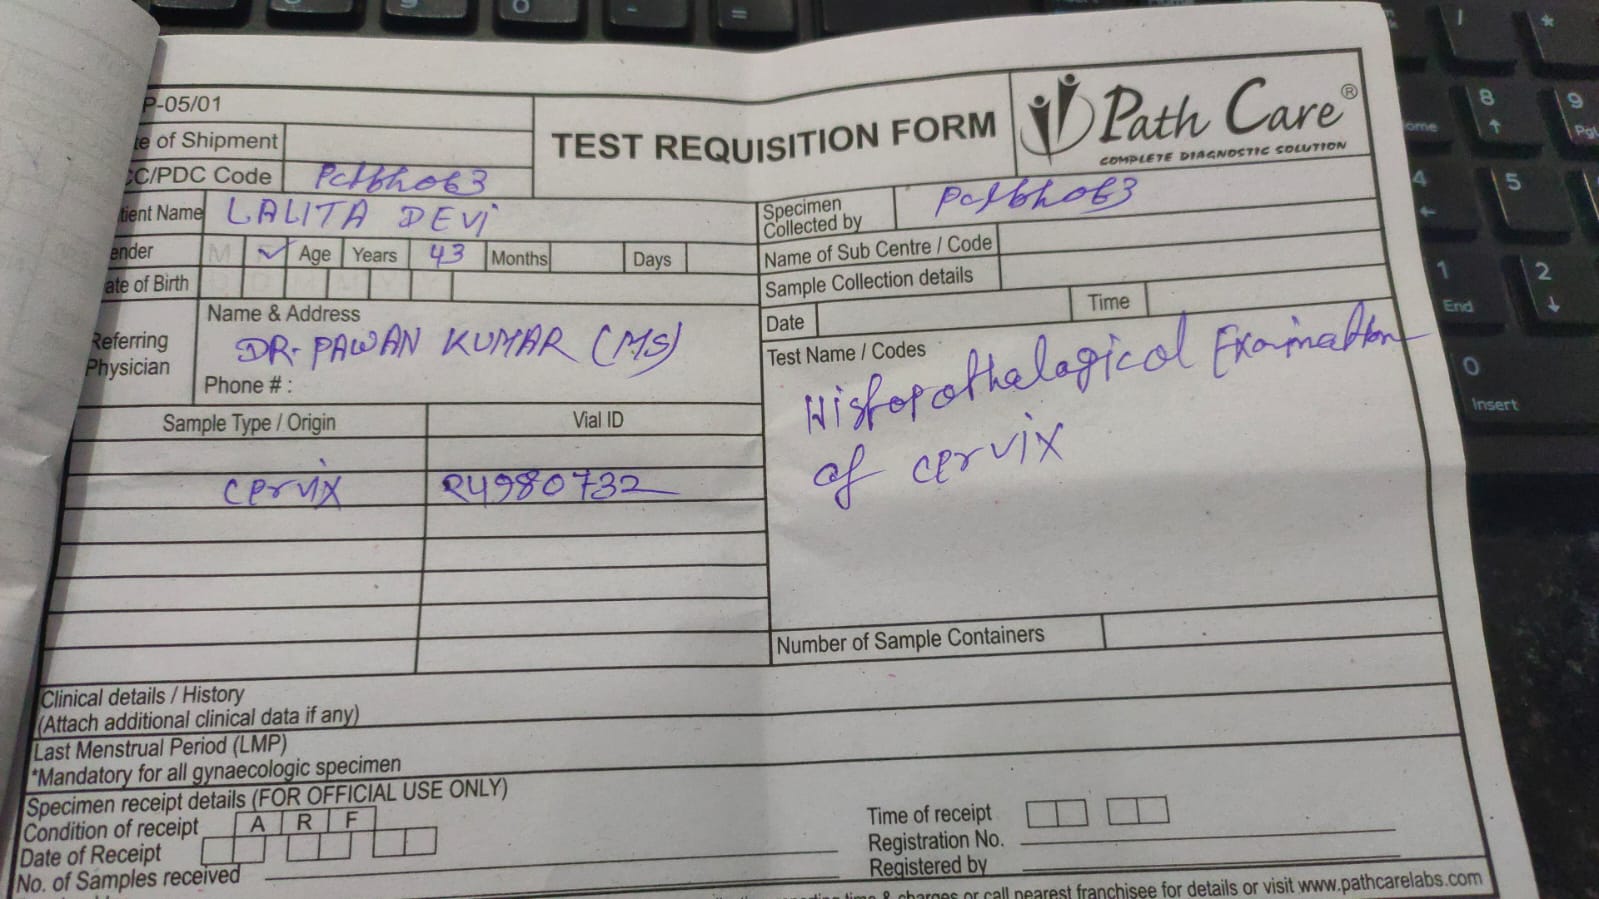 P-05/01
te of Shipment
CC/PDC Code
TEST REQUISITION FORM
Path Care®
COMPLETE DIAGNOSTIC SOLUTION
tient Name LALITA DEVi
ender M ✓ Age Years 43 Months Days
ate of Birth
Referring Physician
Name & Address
DR. PAWAN KUMAR (MS)
Phone # :
Specimen Collected by
Name of Sub Centre / Code
Sample Collection details
Date Time
Test Name / Codes
Histopothalogicol Examination
of cervix
Sample Type / Origin Vial ID
cervix R4980732
Number of Sample Containers
Clinical details / History
(Attach additional clinical data if any)
Last Menstrual Period (LMP)
*Mandatory for all gynaecologic specimen
Specimen receipt details (FOR OFFICIAL USE ONLY)
Condition of receipt A R F
Date of Receipt
No. of Samples received
Time of receipt
Registration No.
Registered by
time & charges or call nearest franchisee for details or visit www.pathcarelabs.com